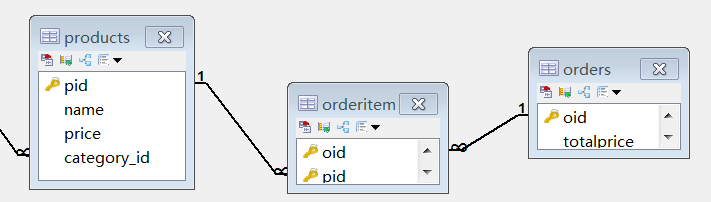 products
pid
name
price
category_id
1
orderitem
oid
pid
1
orders
oid
totalprice